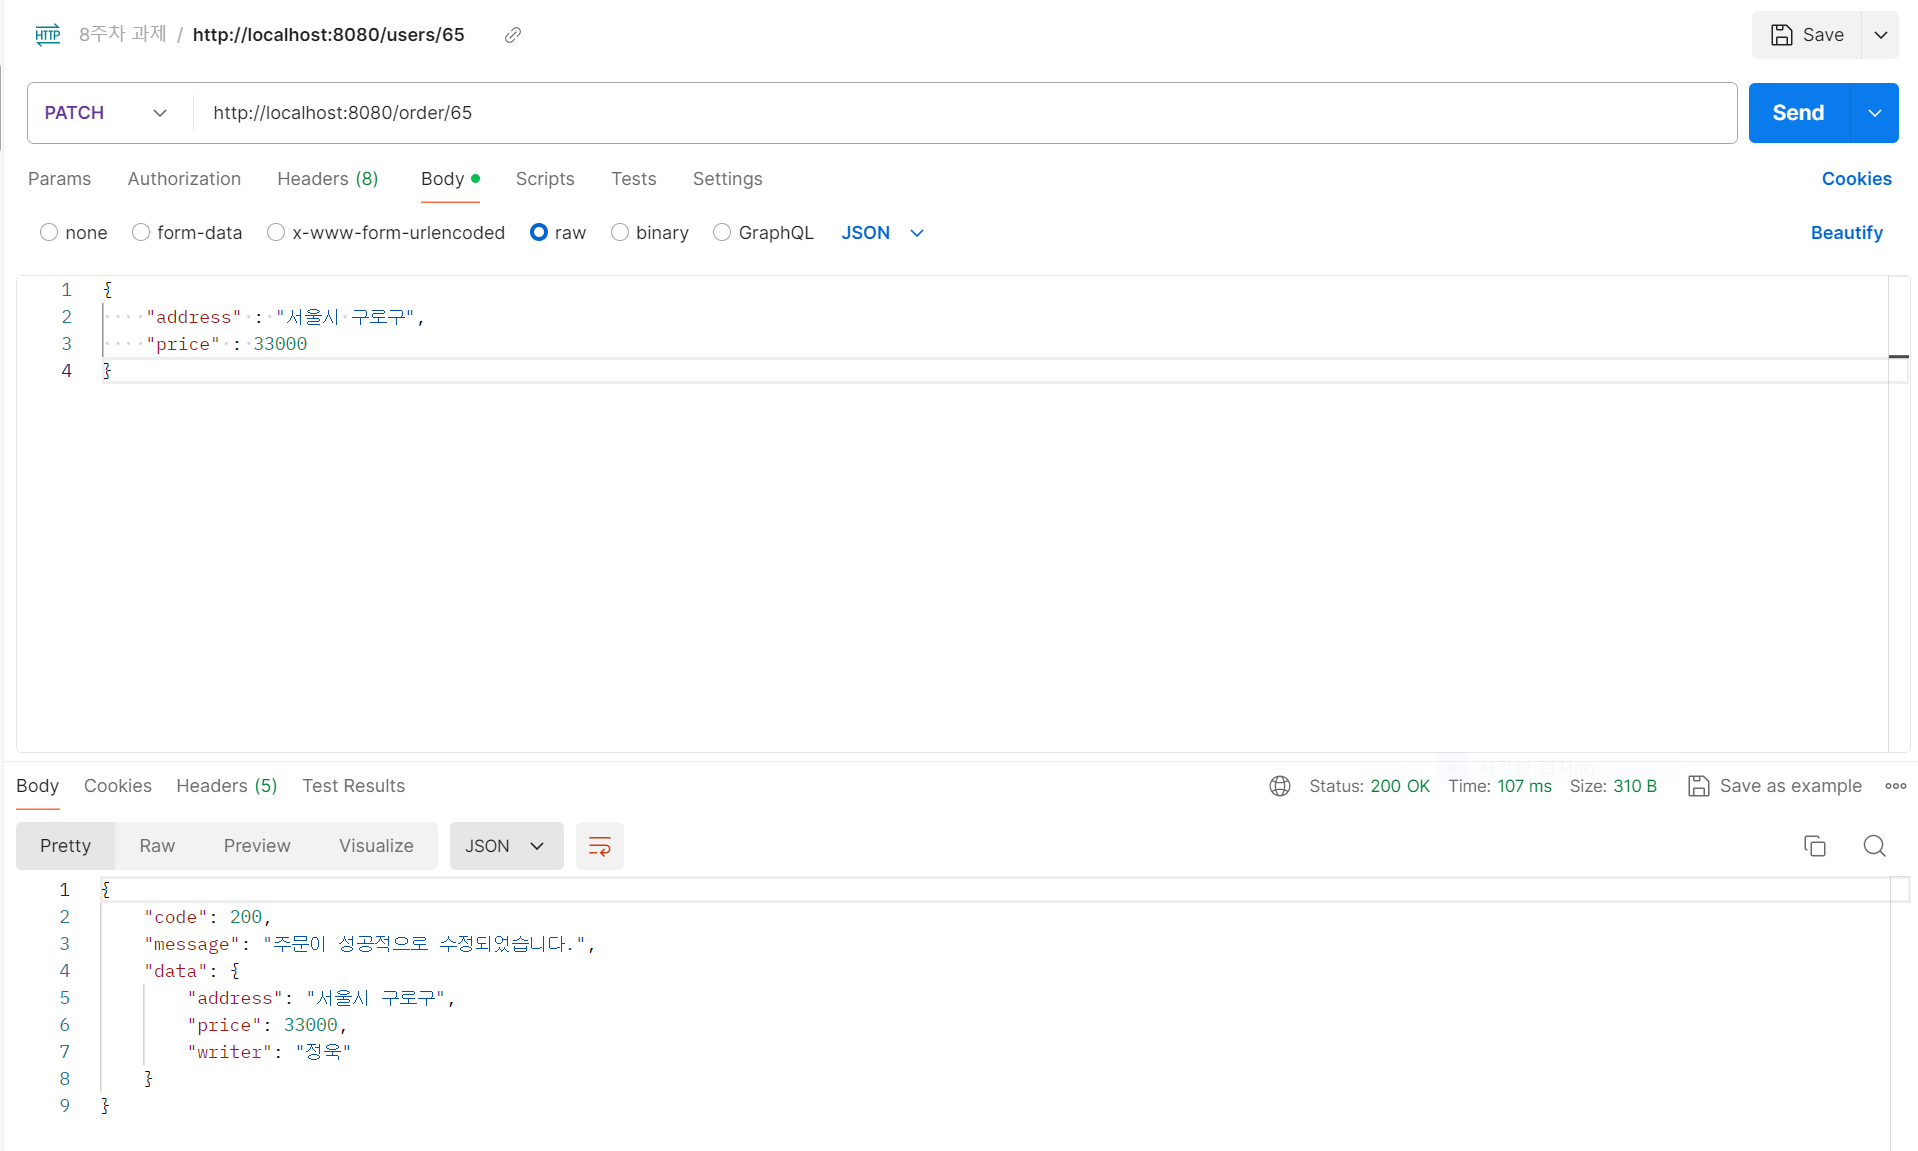 HTTP 8주차 과제 / http://localhost:8080/users/65 Save
PATCH http://localhost:8080/order/65 Send
Params Authorization Headers (8) Body Scripts Tests Settings Cookies
none form-data x-www-form-urlencoded raw binary GraphQL JSON Beautify
1 {
2 ····"address"·:·"서울시·구로구",
3 ····"price"·:·33000
4 }
Body Cookies Headers (5) Test Results Status: 200 OK Time: 107 ms Size: 310 B Save as example
Pretty Raw Preview Visualize JSON
1 {
2 "code": 200,
3 "message": "주문이 성공적으로 수정되었습니다.",
4 "data": {
5 "address": "서울시 구로구",
6 "price": 33000,
7 "writer": "정욱"
8 }
9 }